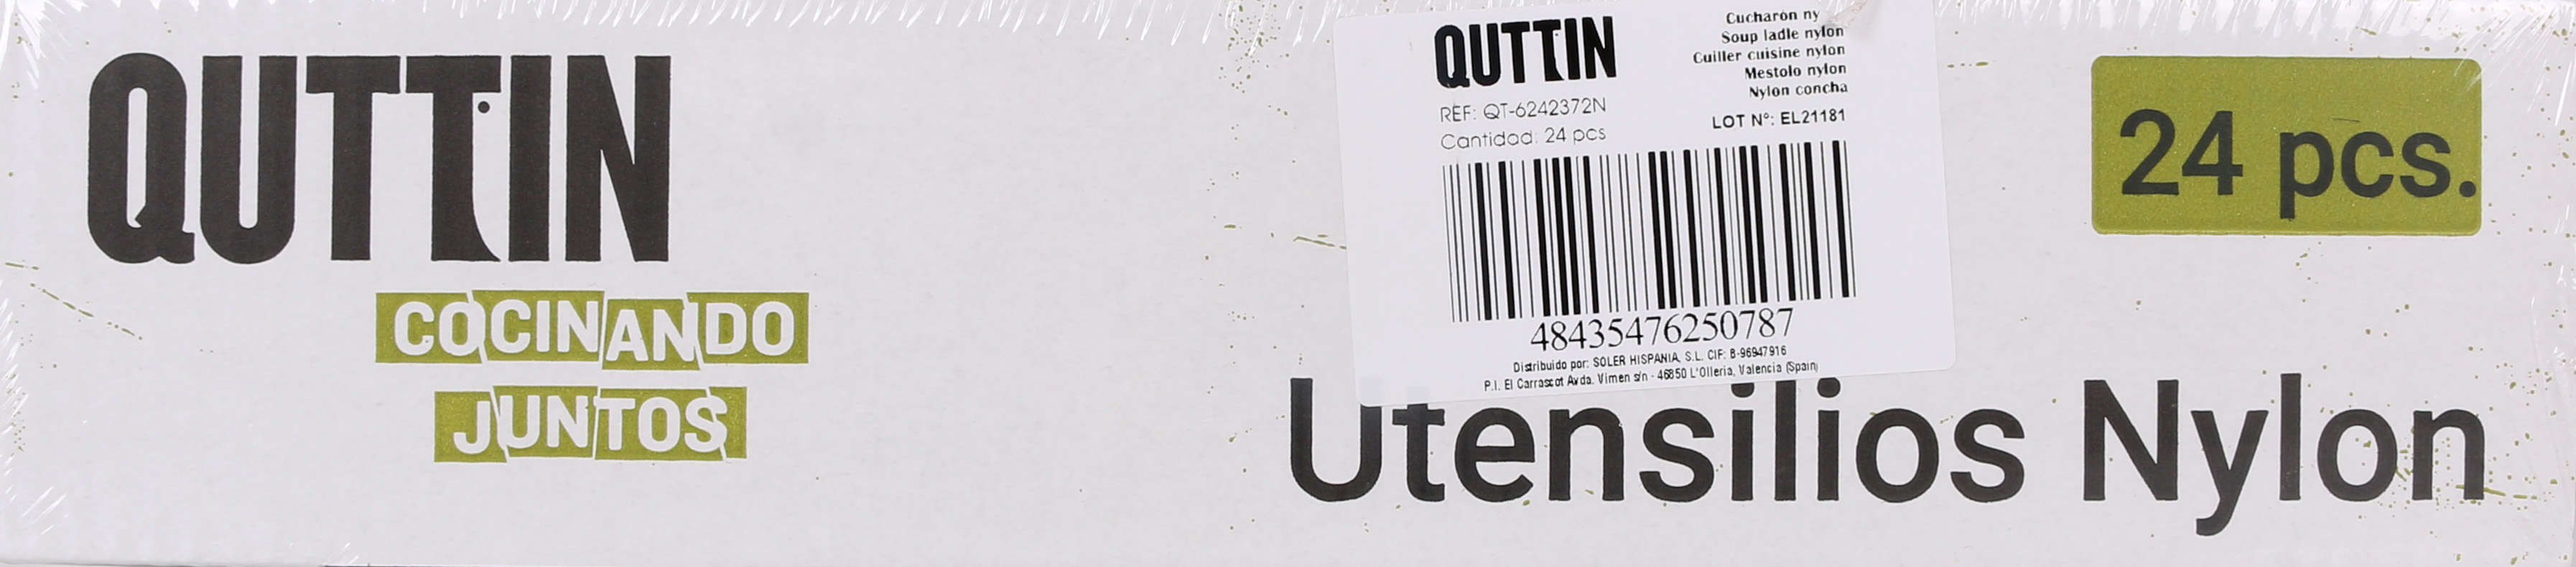 QUTTIN
COCINANDO
JUNTOS
QUTTIN
REF: QT-6242372N
Cantidad: 24 pcs
Cucharón ny
Soup ladle nylon
Cuiller cuisine nylon
Mestolo nylon
Nylon concha
LOT Nº: EL21181
48435476250787
Distribuido por: SOLER HISPANIA, S.L. CIF: B-96947916
P.I. El Carrascot Avda. Vimen s/n - 46850 L'Olleria, Valencia (Spain)
24 pcs.
Utensilios Nylon